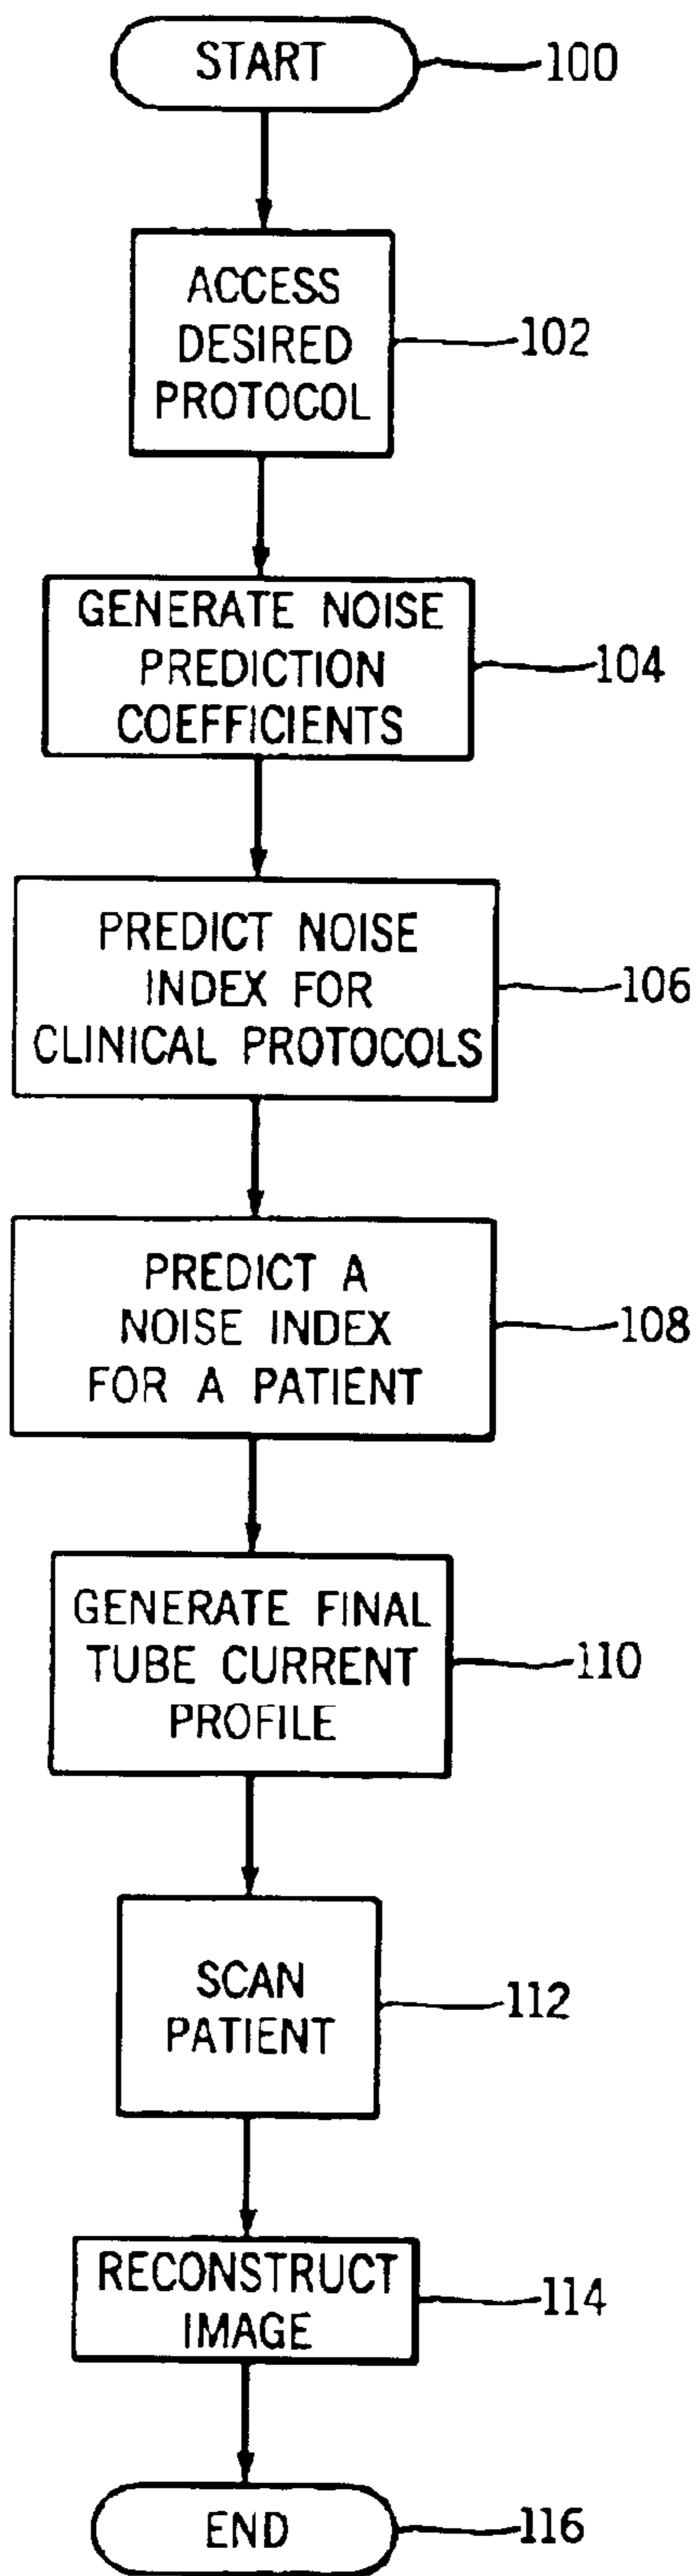 START
100
ACCESS
DESIRED
PROTOCOL
102
GENERATE NOISE
PREDICTION
COEFFICIENTS
104
PREDICT NOISE
INDEX FOR
CLINICAL PROTOCOLS
106
PREDICT A
NOISE INDEX
FOR A PATIENT
108
GENERATE FINAL
TUBE CURRENT
PROFILE
110
SCAN
PATIENT
112
RECONSTRUCT
IMAGE
114
END
116